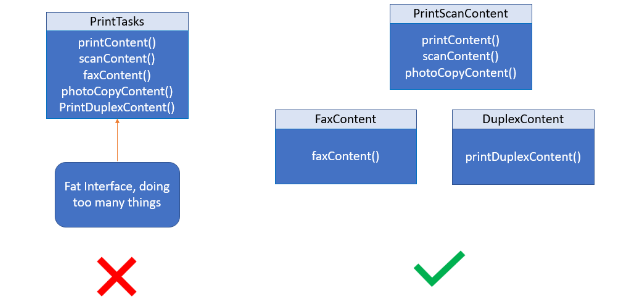 PrintTasks
printContent()
scanContent()
faxContent()
photoCopyContent()
PrintDuplexContent()
Fat Interface, doing
too many things
PrintScanContent
printContent()
scanContent()
photoCopyContent()
FaxContent
faxContent()
DuplexContent
printDuplexContent()